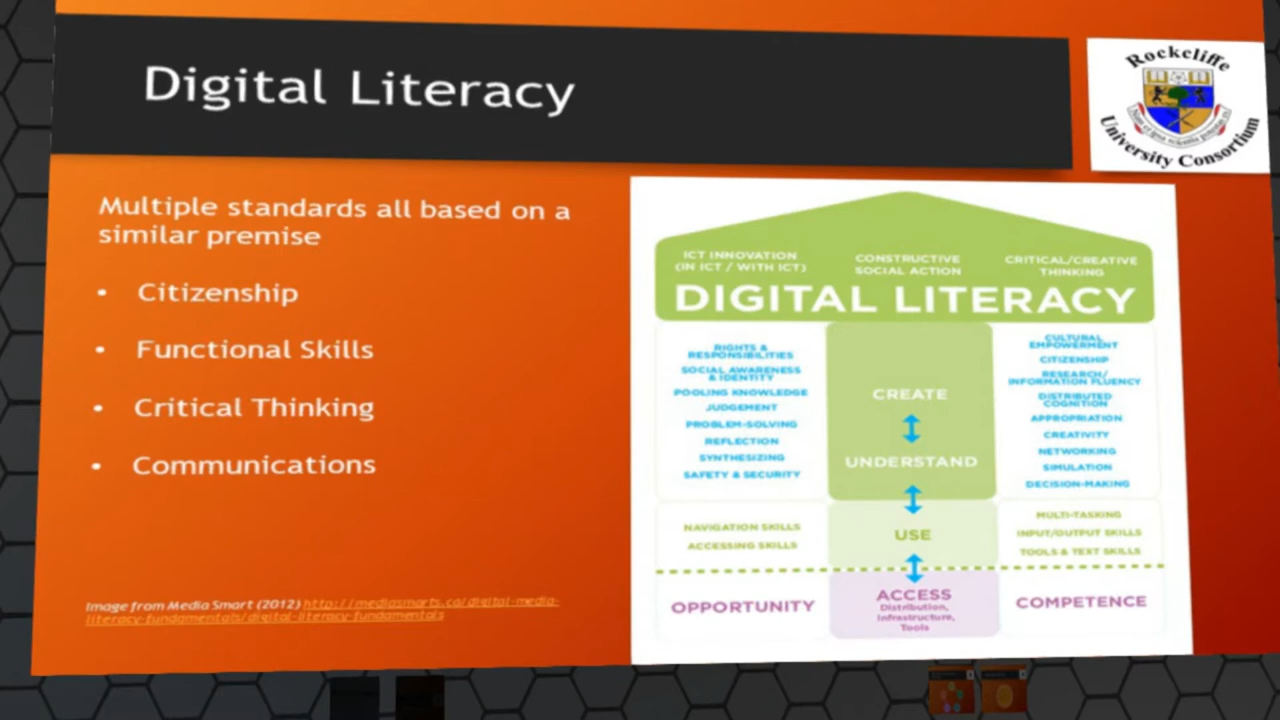 Digital Literacy
Rockcliffe
University Consortium
Multiple standards all based on a
similar premise
• Citizenship
• Functional Skills
• Critical Thinking
• Communications
Image from Media Smart (2012) http://mediasmarts.ca/digital-media-
literacy-fundamentals/digital-literacy-fundamentals
ICT INNOVATION
(IN ICT / WITH ICT)
CONSTRUCTIVE
SOCIAL ACTION
CRITICAL/CREATIVE
THINKING
DIGITAL LITERACY
RIGHTS &
RESPONSIBILITIES
SOCIAL AWARENESS
& IDENTITY
POOLING KNOWLEDGE
JUDGEMENT
PROBLEM-SOLVING
REFLECTION
SYNTHESIZING
SAFETY & SECURITY
CREATE
UNDERSTAND
CULTURAL
EMPOWERMENT
CITIZENSHIP
RESEARCH/
INFORMATION FLUENCY
DISTRIBUTED
COGNITION
APPROPRIATION
CREATIVITY
NETWORKING
SIMULATION
DECISION-MAKING
NAVIGATION SKILLS
ACCESSING SKILLS
USE
MULTI-TASKING
INPUT/OUTPUT SKILLS
TOOLS & TEXT SKILLS
OPPORTUNITY
ACCESS
Distribution,
Infrastructure,
Tools
COMPETENCE